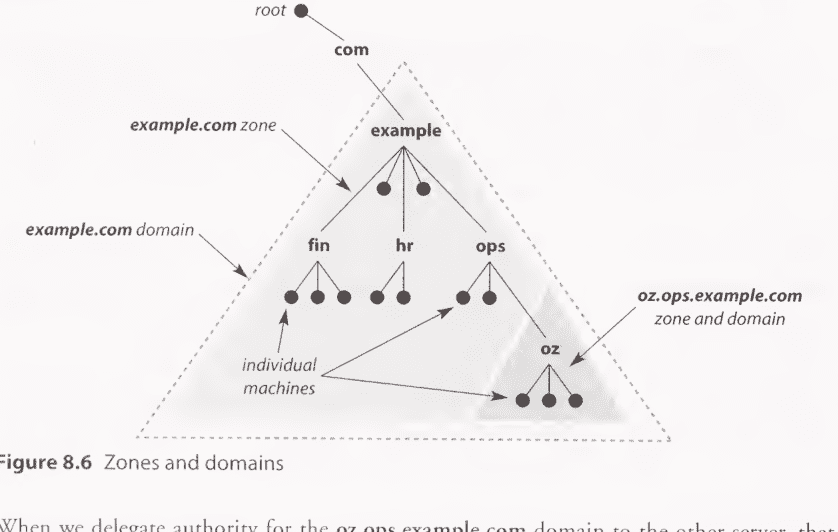 root
com
example.com zone
example
example.com domain
fin hr ops
oz.ops.example.com
zone and domain
oz
individual
machines
Figure 8.6 Zones and domains
When we delegate authority for the oz.ops.example.com domain to the other server, that